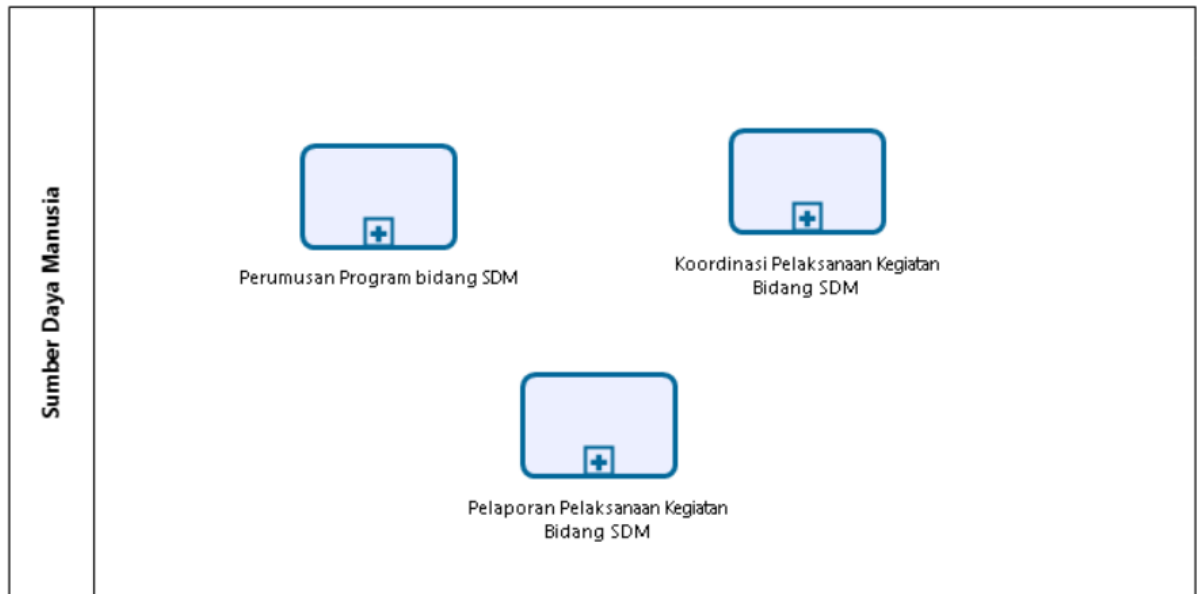 Sumber Daya Manusia
Perumusan Program bidang SDM
Koordinasi Pelaksanaan Kegiatan
Bidang SDM
Pelaporan Pelaksanaan Kegiatan
Bidang SDM